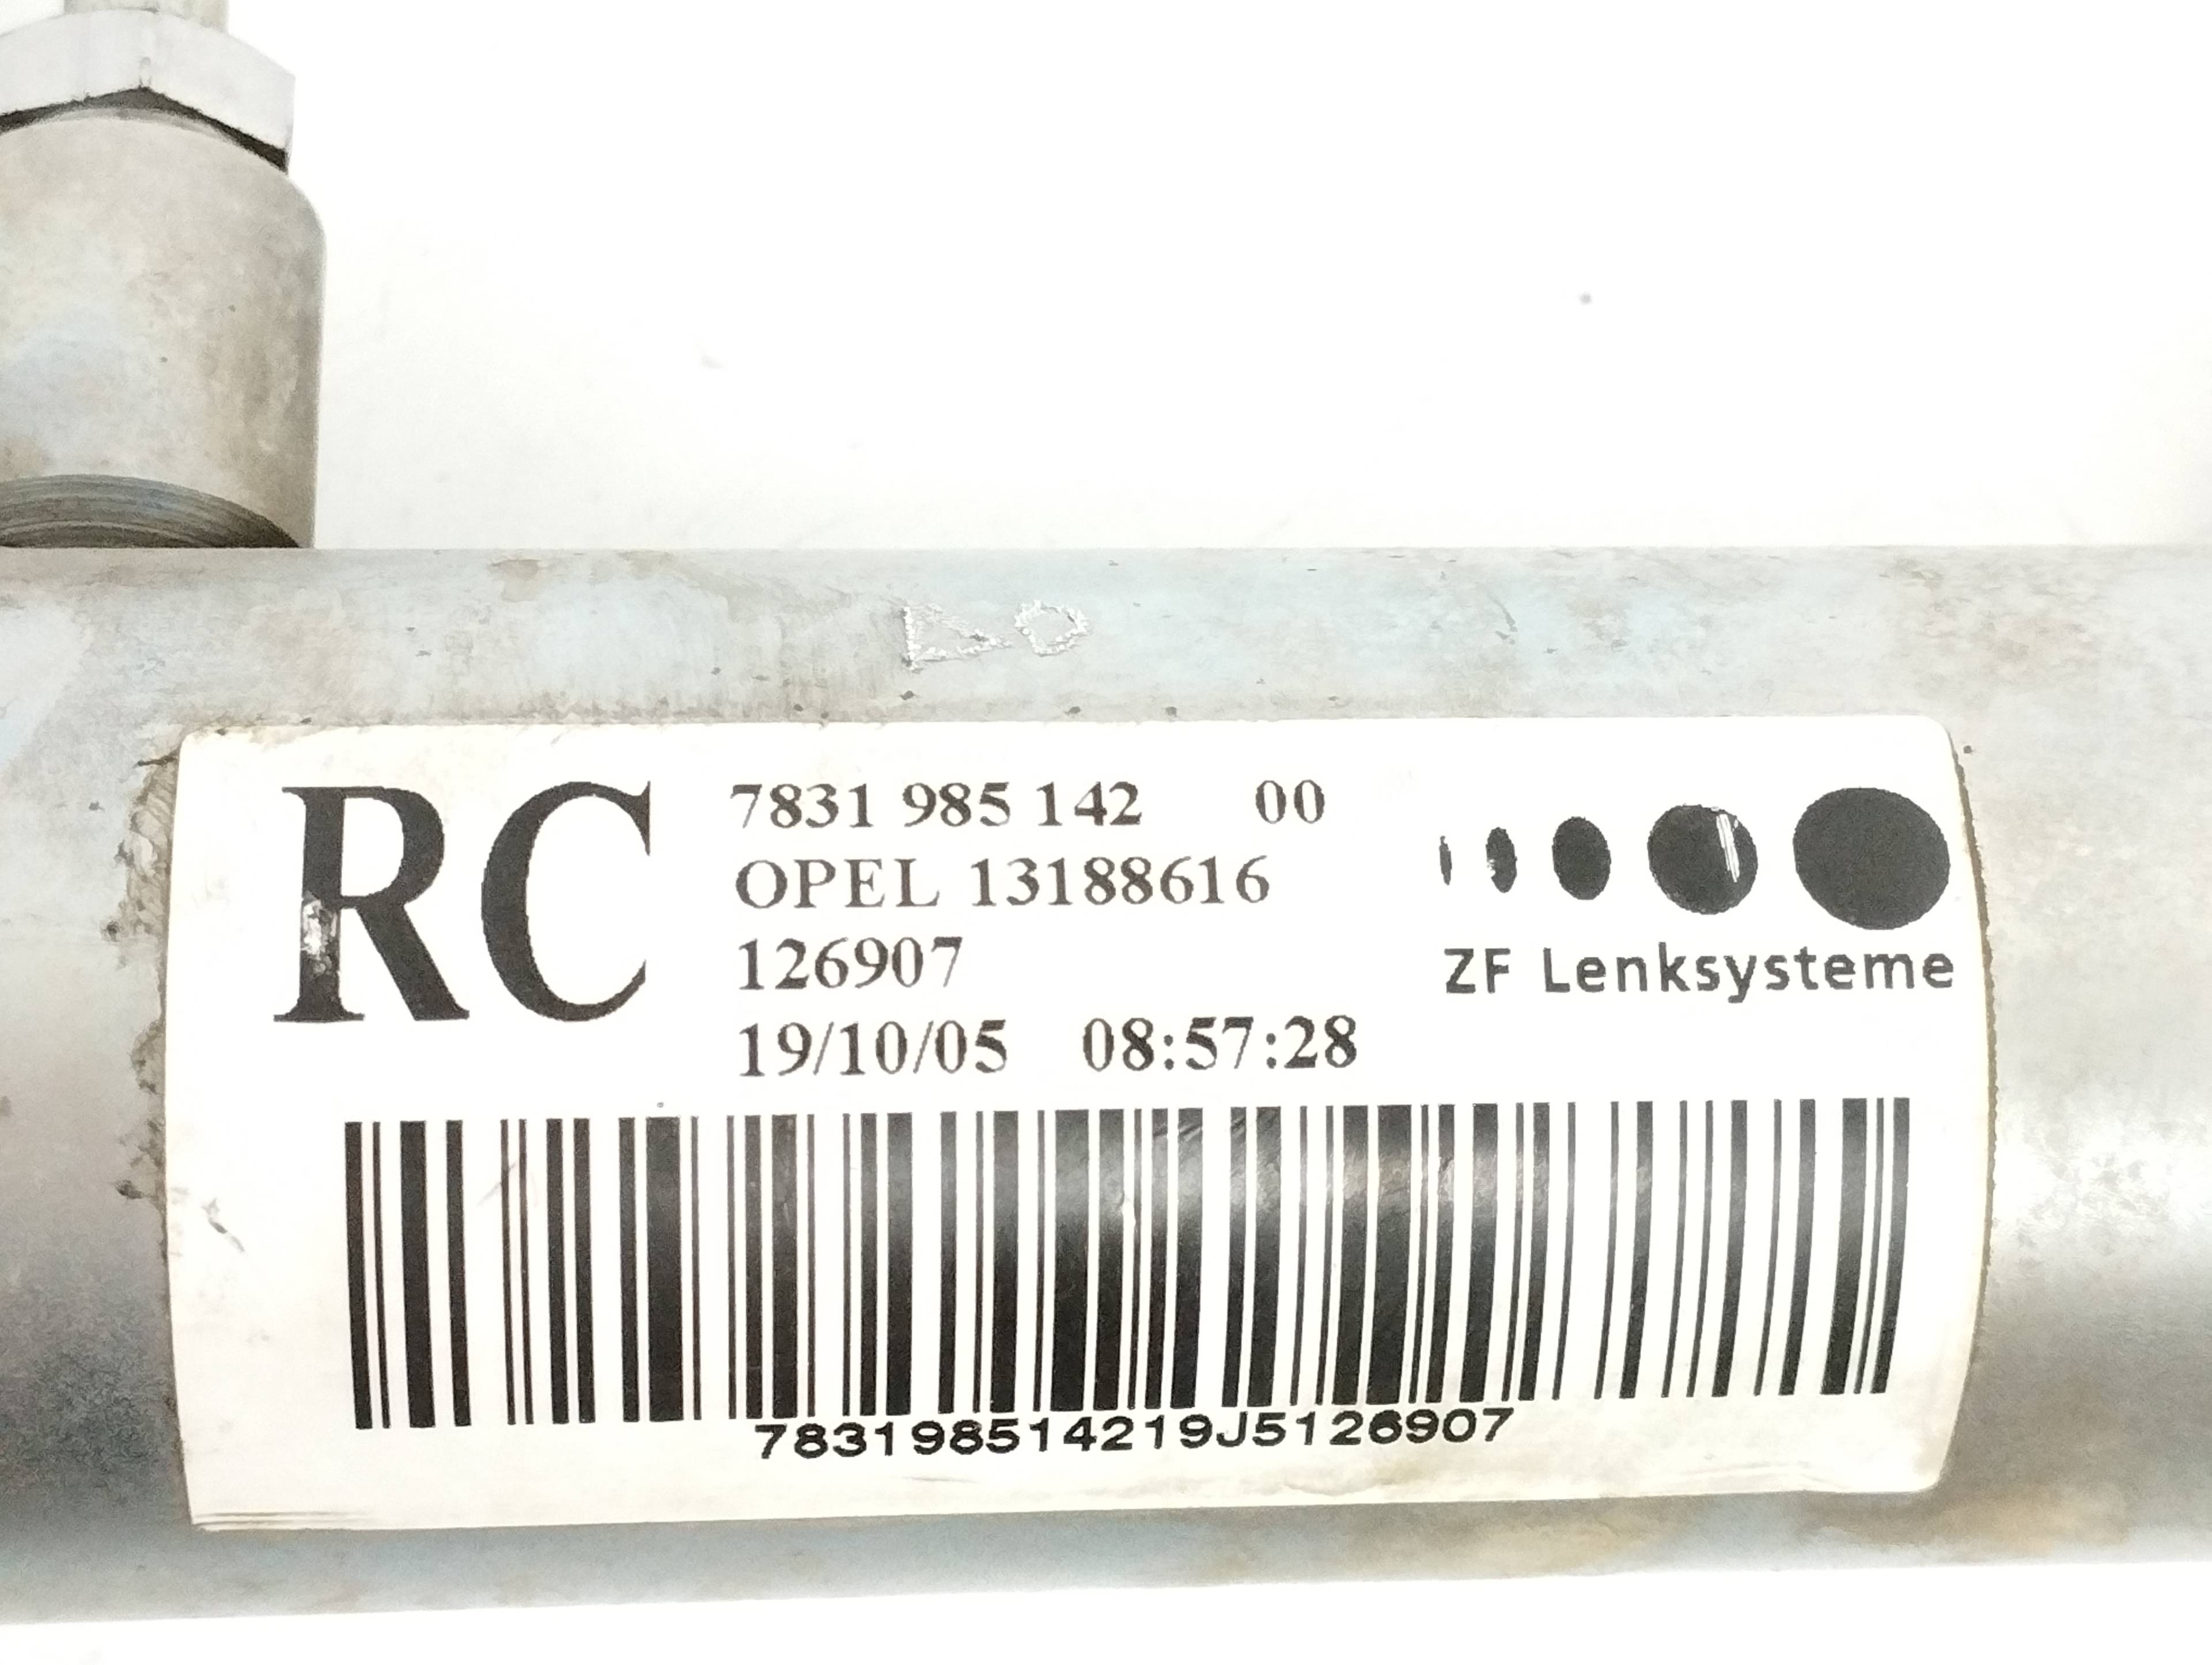 RC
7831 985 142 00
OPEL 13188616
126907
19/10/05 08:57:28
ZF Lenksysteme
783198514219J5126907